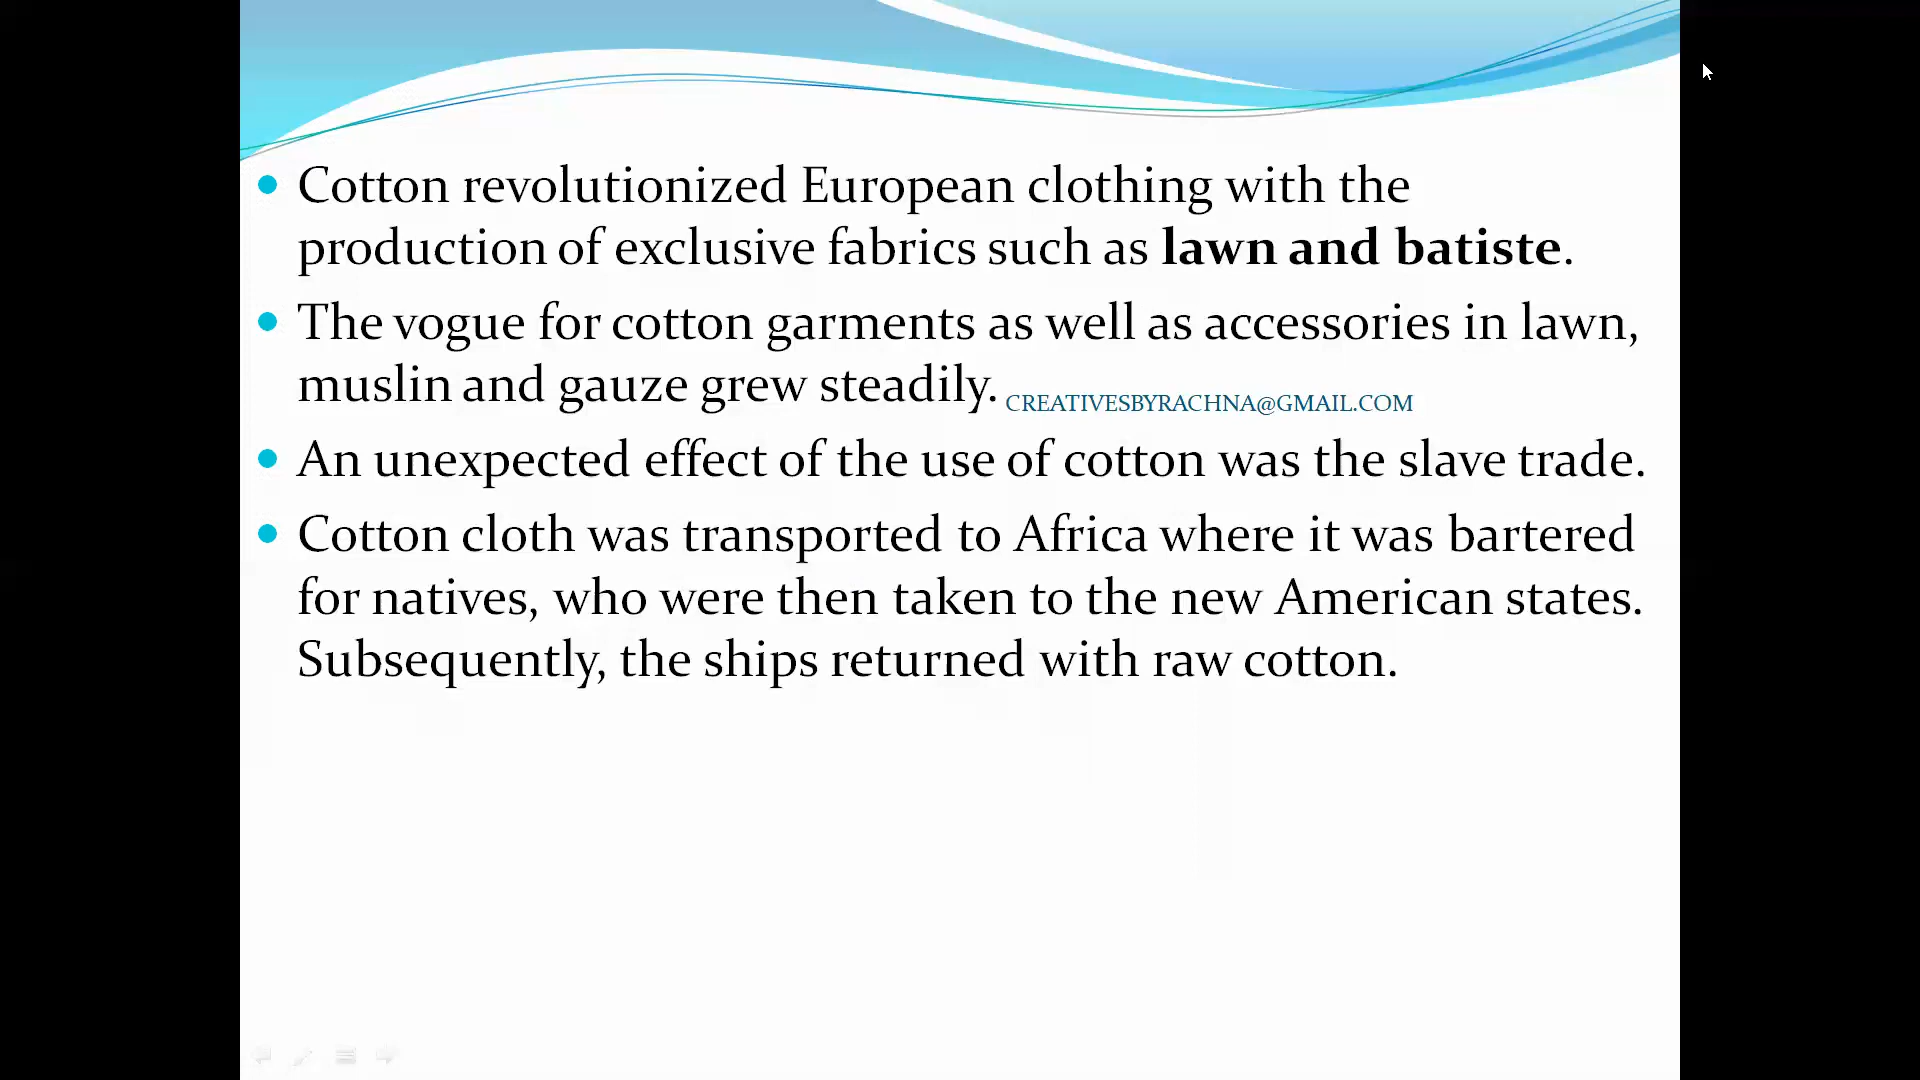 Cotton revolutionized European clothing with the
production of exclusive fabrics such as lawn and batiste.
The vogue for cotton garments as well as accessories in lawn,
muslin and gauze grew steadily. CREATIVESBYRACHNA@GMAIL.COM
An unexpected effect of the use of cotton was the slave trade.
Cotton cloth was transported to Africa where it was bartered
for natives, who were then taken to the new American states.
Subsequently, the ships returned with raw cotton.